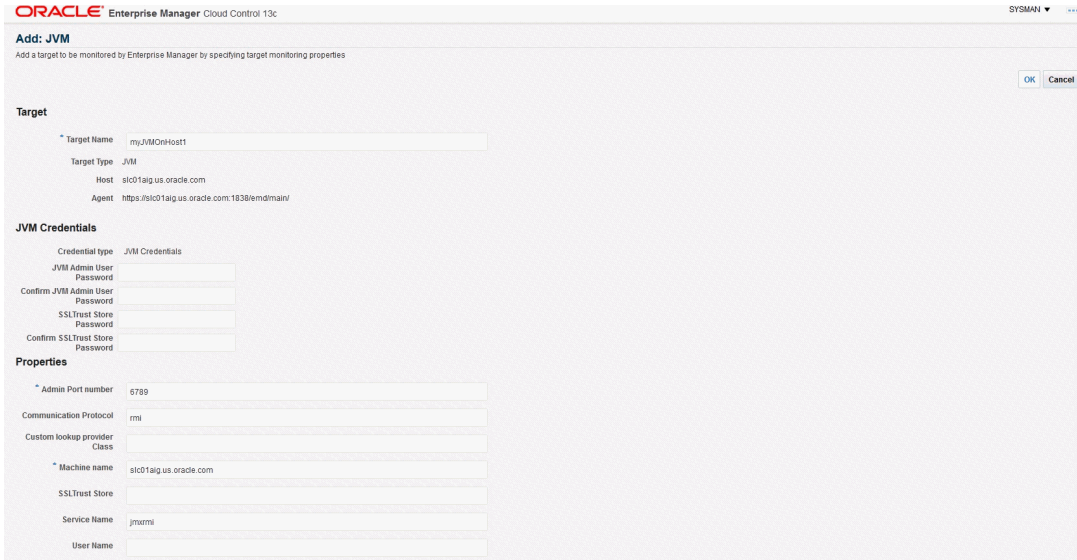 ORACLE® Enterprise Manager Cloud Control 13c
SYSMAN ▼ ...
Add: JVM
Add a target to be monitored by Enterprise Manager by specifying target monitoring properties
OK Cancel
Target
* Target Name myJVMOnHost1
Target Type JVM
Host slc01aig.us.oracle.com
Agent https://slc01aig.us.oracle.com:1838/emd/main/
JVM Credentials
Credential type JVM Credentials
JVM Admin User
Password
Confirm JVM Admin User
Password
SSLTrust Store
Password
Confirm SSLTrust Store
Password
Properties
* Admin Port number 6789
Communication Protocol rmi
Custom lookup provider
Class
* Machine name slc01aig.us.oracle.com
SSLTrust Store
Service Name jmxrmi
User Name